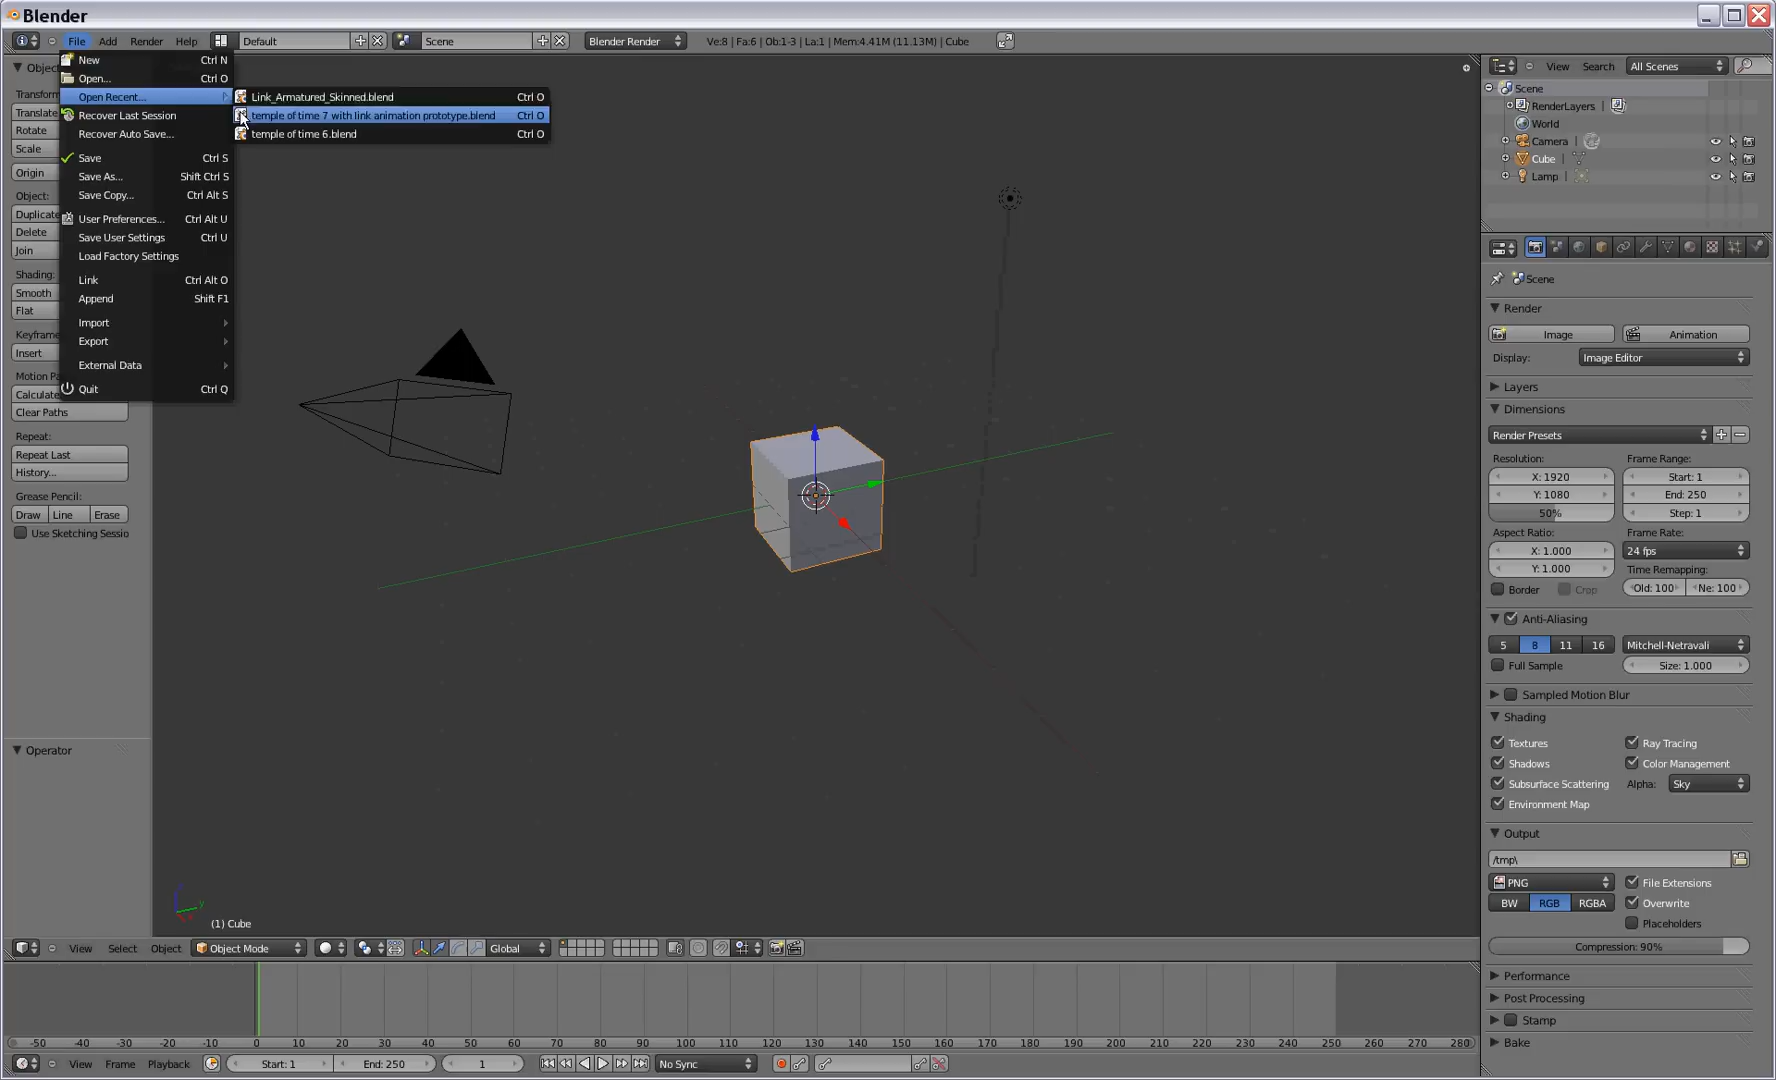 Blender
File Add Render Help Default Scene Blender Render Ve:8 | Fa:6 | Ob:1-3 | La:1 | Mem:4.41M (11.13M) | Cube
New Ctrl N
Open... Ctrl O
Open Recent...
Recover Last Session
Recover Auto Save...
Save Ctrl S
Save As... Shift Ctrl S
Save Copy... Ctrl Alt S
User Preferences... Ctrl Alt U
Save User Settings Ctrl U
Load Factory Settings
Link Ctrl Alt O
Append Shift F1
Import
Export
External Data
Quit Ctrl Q
Link_Armatured_Skinned.blend Ctrl O
temple of time 7 with link animation prototype.blend Ctrl O
temple of time 6.blend Ctrl O
Translate
Rotate
Scale
Origin
Object:
Duplicate
Delete
Join
Shading:
Smooth
Flat
Insert
Clear Paths
Repeat:
Repeat Last
History...
Grease Pencil:
Draw Line Erase
Use Sketching Sessio
Operator
(1) Cube
View Select Object Object Mode Global
-50 -40 -30 -20 -10 0 10 20 30 40 50 60 70 80 90 100 110 120 130 140 150 160 170 180 190 200 210 220 230 240 250 260 270 280
View Frame Playback Start: 1 End: 250 1 No Sync
View Search All Scenes
Scene
RenderLayers
World
Camera
Cube
Lamp
Scene
Render
Image Animation
Display: Image Editor
Layers
Dimensions
Render Presets
Resolution: Frame Range:
X: 1920 Start: 1
Y: 1080 End: 250
50% Step: 1
Aspect Ratio: Frame Rate:
X: 1.000 24 fps
Y: 1.000 Time Remapping:
Border Crop Old: 100 Ne: 100
Anti-Aliasing
5 8 11 16 Mitchell-Netravali
Full Sample Size: 1.000
Sampled Motion Blur
Shading
Textures Ray Tracing
Shadows Color Management
Subsurface Scattering Alpha: Sky
Environment Map
Output
/tmp\
PNG File Extensions
BW RGB RGBA Overwrite
Placeholders
Compression: 90%
Performance
Post Processing
Stamp
Bake